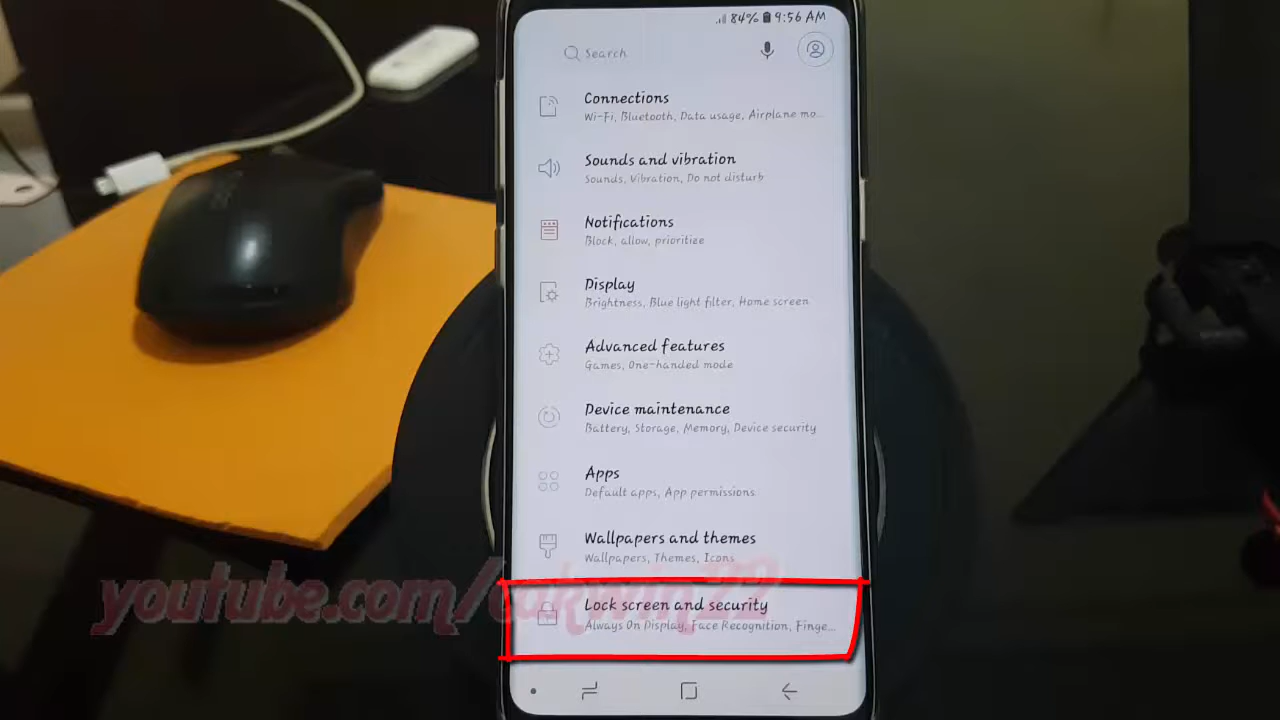 84% 9:56 AM
Search
Connections
Wi-Fi, Bluetooth, Data usage, Airplane mo...
Sounds and vibration
Sounds, Vibration, Do not disturb
Notifications
Block, allow, prioritize
Display
Brightness, Blue light filter, Home screen
Advanced features
Games, One-handed mode
Device maintenance
Battery, Storage, Memory, Device security
Apps
Default apps, App permissions
Wallpapers and themes
Wallpapers, Themes, Icons
youtube.com/cakwin22
Lock screen and security
Always On Display, Face Recognition, Finge...